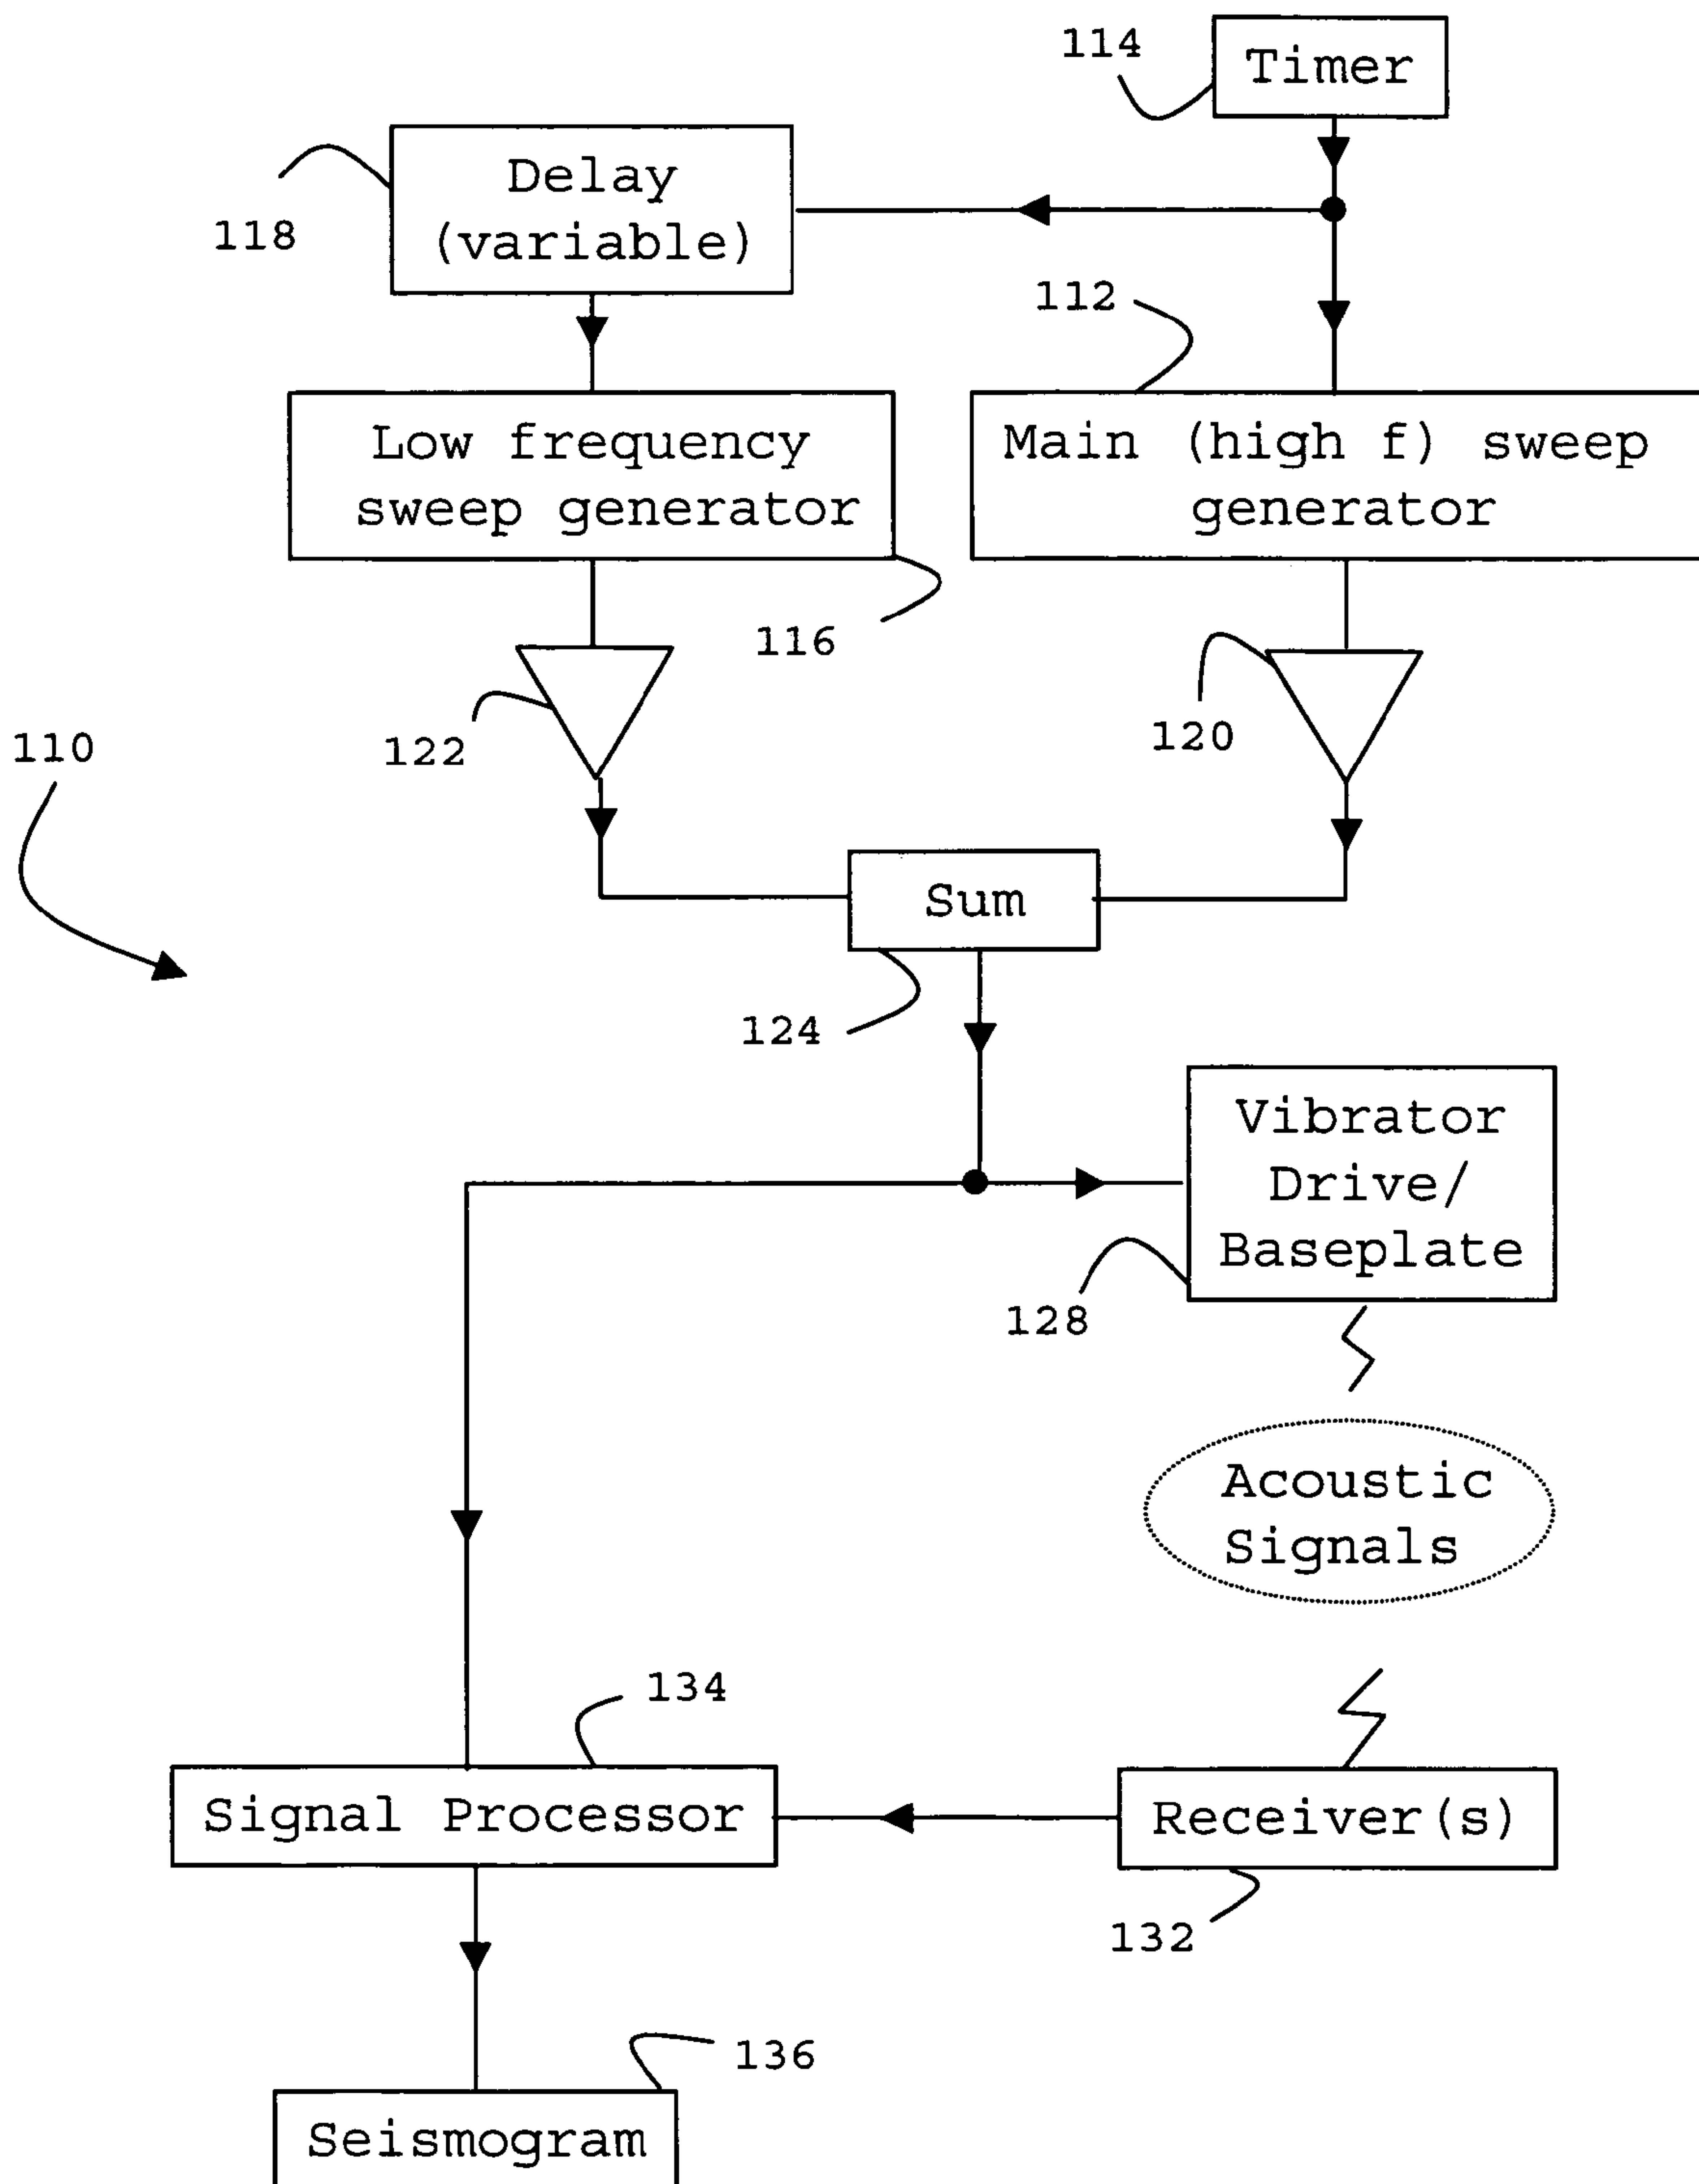 114
Timer
Delay
(variable)
118
112
Low frequency
sweep generator
Main (high f) sweep
generator
116
122
120
110
Sum
124
Vibrator
Drive/
Baseplate
128
Acoustic
Signals
134
Signal Processor
Receiver(s)
132
136
Seismogram